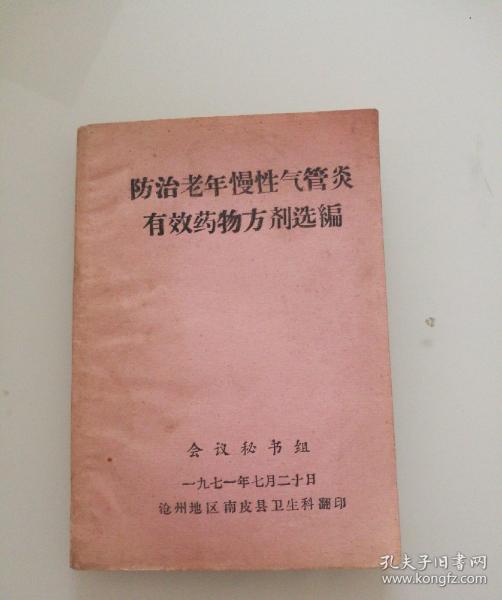 防治老年慢性气管炎
有效药物方剂选编
会议秘书组
一九七一年七月二十日
沧州地区南皮县卫生科翻印
孔夫子旧书网
www.kongfz.com